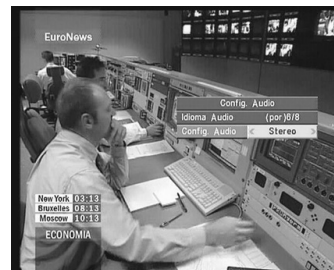 EuroNews
Config. Audio
Idioma Audio (por)6/8
Config. Audio < Stereo >
New York 03:13
Bruxelles 08:13
Moscow 10:13
ECONOMIA